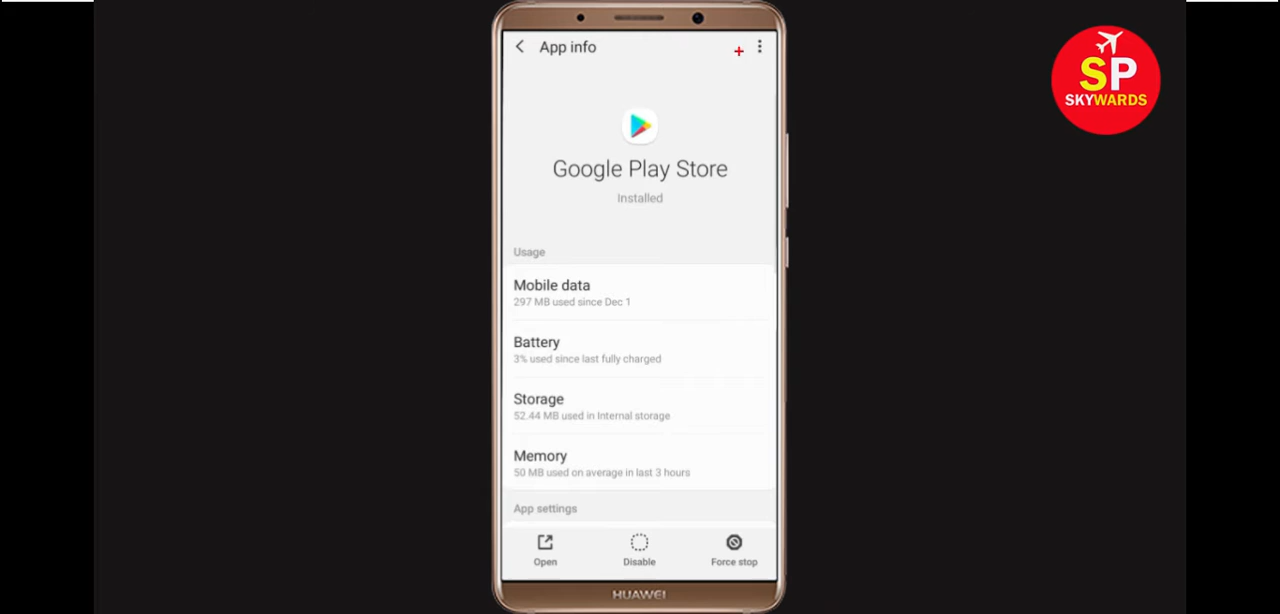 App info
SP
SKYWARDS
Google Play Store
Installed
Usage
Mobile data
297 MB used since Dec 1
Battery
3% used since last fully charged
Storage
52.44 MB used in Internal storage
Memory
50 MB used on average in last 3 hours
App settings
Open
Disable
Force stop
HUAWEI